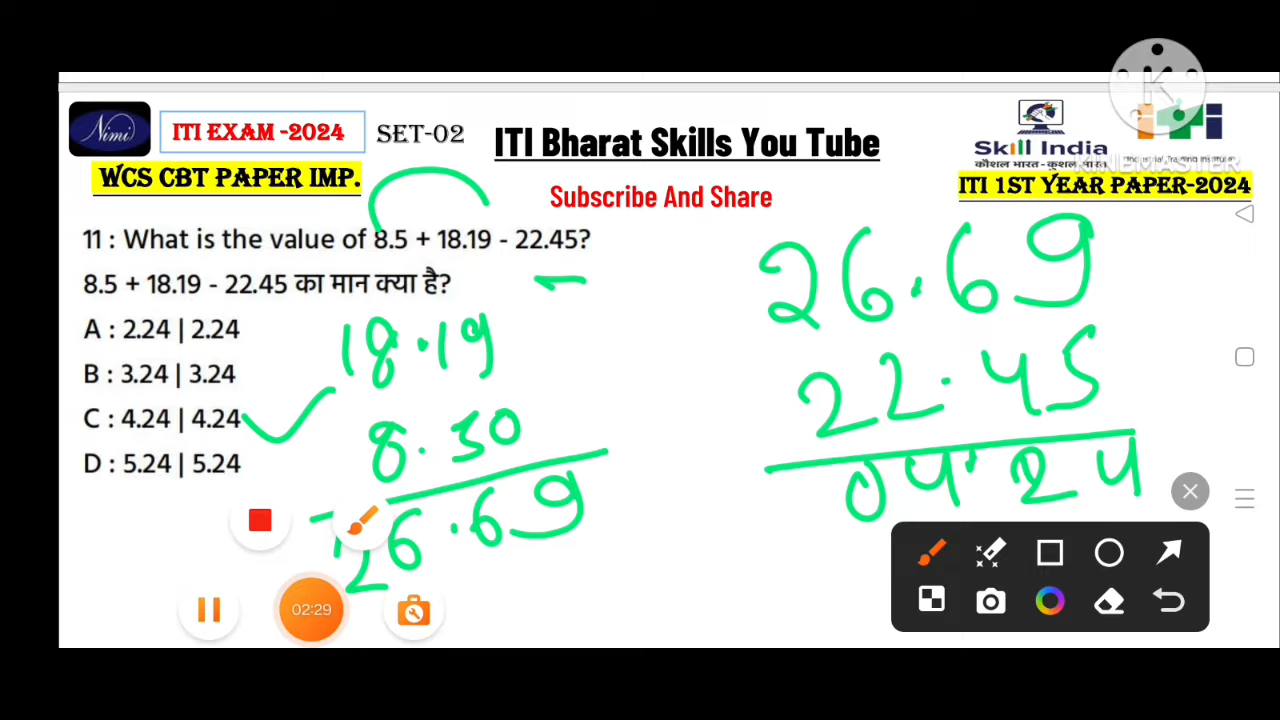 Nimi
ITI EXAM -2024
SET-02
ITI Bharat Skills You Tube
Skill India
कौशल भारत - कुशल भारत
WCS CBT PAPER IMP.
Subscribe And Share
KINEMASTER
ITI 1ST YEAR PAPER-2024
11 : What is the value of 8.5 + 18.19 - 22.45?
8.5 + 18.19 - 22.45 का मान क्या है?
A : 2.24 | 2.24
B : 3.24 | 3.24
C : 4.24 | 4.24
D : 5.24 | 5.24
18.19
8.50
26.69
26.69
22.45
04.24
02:29